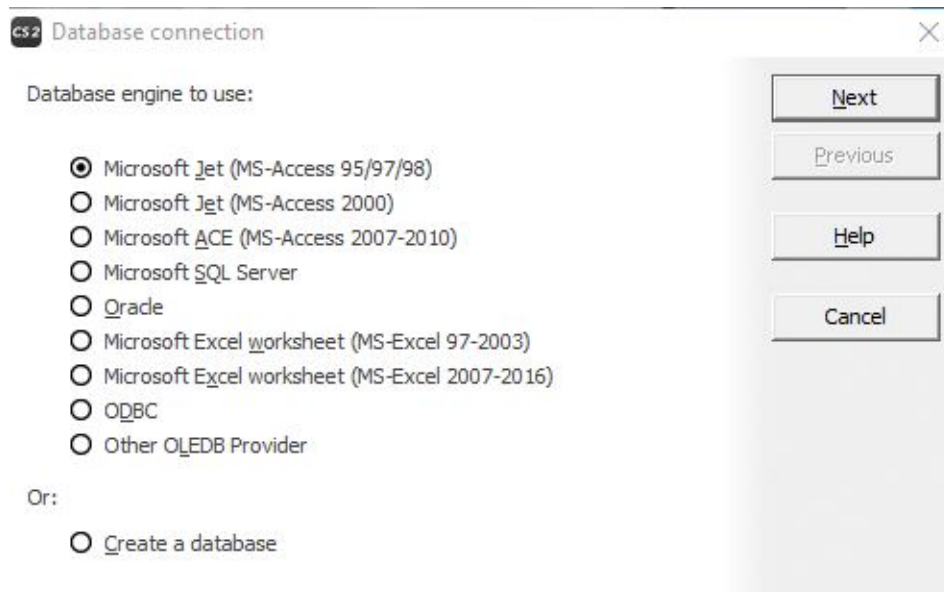 CS2 Database connection
Database engine to use:
Next
Microsoft Jet (MS-Access 95/97/98)
Previous
Microsoft Jet (MS-Access 2000)
Microsoft ACE (MS-Access 2007-2010)
Help
Microsoft SQL Server
Oracle
Cancel
Microsoft Excel worksheet (MS-Excel 97-2003)
Microsoft Excel worksheet (MS-Excel 2007-2016)
ODBC
Other OLEDB Provider
Or:
Create a database